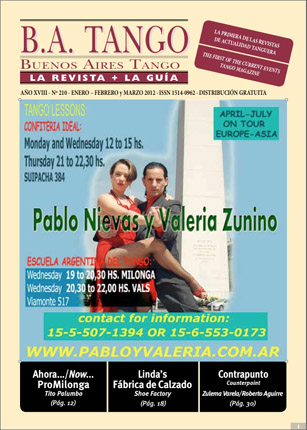 B.A. TANGO
BUENOS AIRES TANGO
LA REVISTA + LA GUÍA
LA PRIMERA DE LAS REVISTAS
DE ACTUALIDAD TANGUERA
THE FIRST OF THE CURRENT EVENTS
TANGO MAGAZINE
AÑO XVIII - Nº 210 - ENERO – FEBRERO y MARZO 2012 - ISSN 1514-0962 - DISTRIBUCIÓN GRATUITA
TANGO LESSONS:
CONFITERIA IDEAL:
Monday and Wednesday 12 to 15 hs.
Thursday 21 to 22,30 hs.
SUIPACHA 384
APRIL-JULY
ON TOUR
EUROPE-ASIA
Pablo Nievas y Valeria Zunino
ESCUELA ARGENTINA DEL TANGO:
Wednesday 19 to 20,30 HS. MILONGA
Wednesday 20,30 to 22,00 HS. VALS
Viamonte 517
contact for information:
15-5-507-1394 OR 15-6-553-0173
WWW.PABLOYVALERIA.COM.AR
Ahora.../Now...
ProMilonga
Tito Palumbo
(Pág. 12)
Linda's
Fábrica de Calzado
Shoe Factory
(Pág. 18)
Contrapunto
Counterpoint
Zulema Varela/Roberto Aguirre
(Pág. 30)